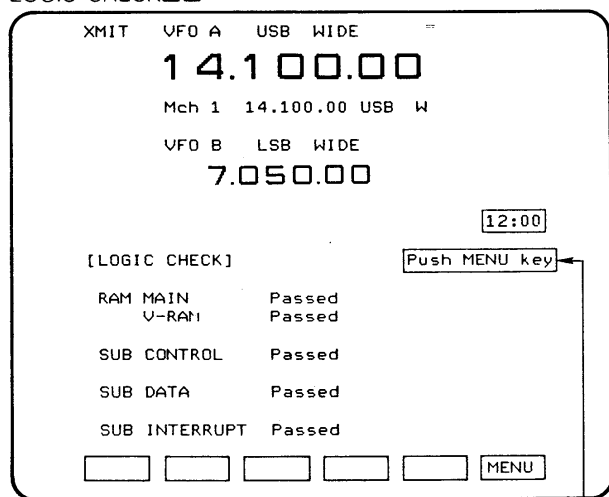 XMIT VFO A USB WIDE
14.100.00
Mch 1 14.100.00 USB W
VFO B LSB WIDE
7.050.00
12:00
[LOGIC CHECK] Push MENU key
RAM MAIN Passed
V-RAM Passed
SUB CONTROL Passed
SUB DATA Passed
SUB INTERRUPT Passed
MENU